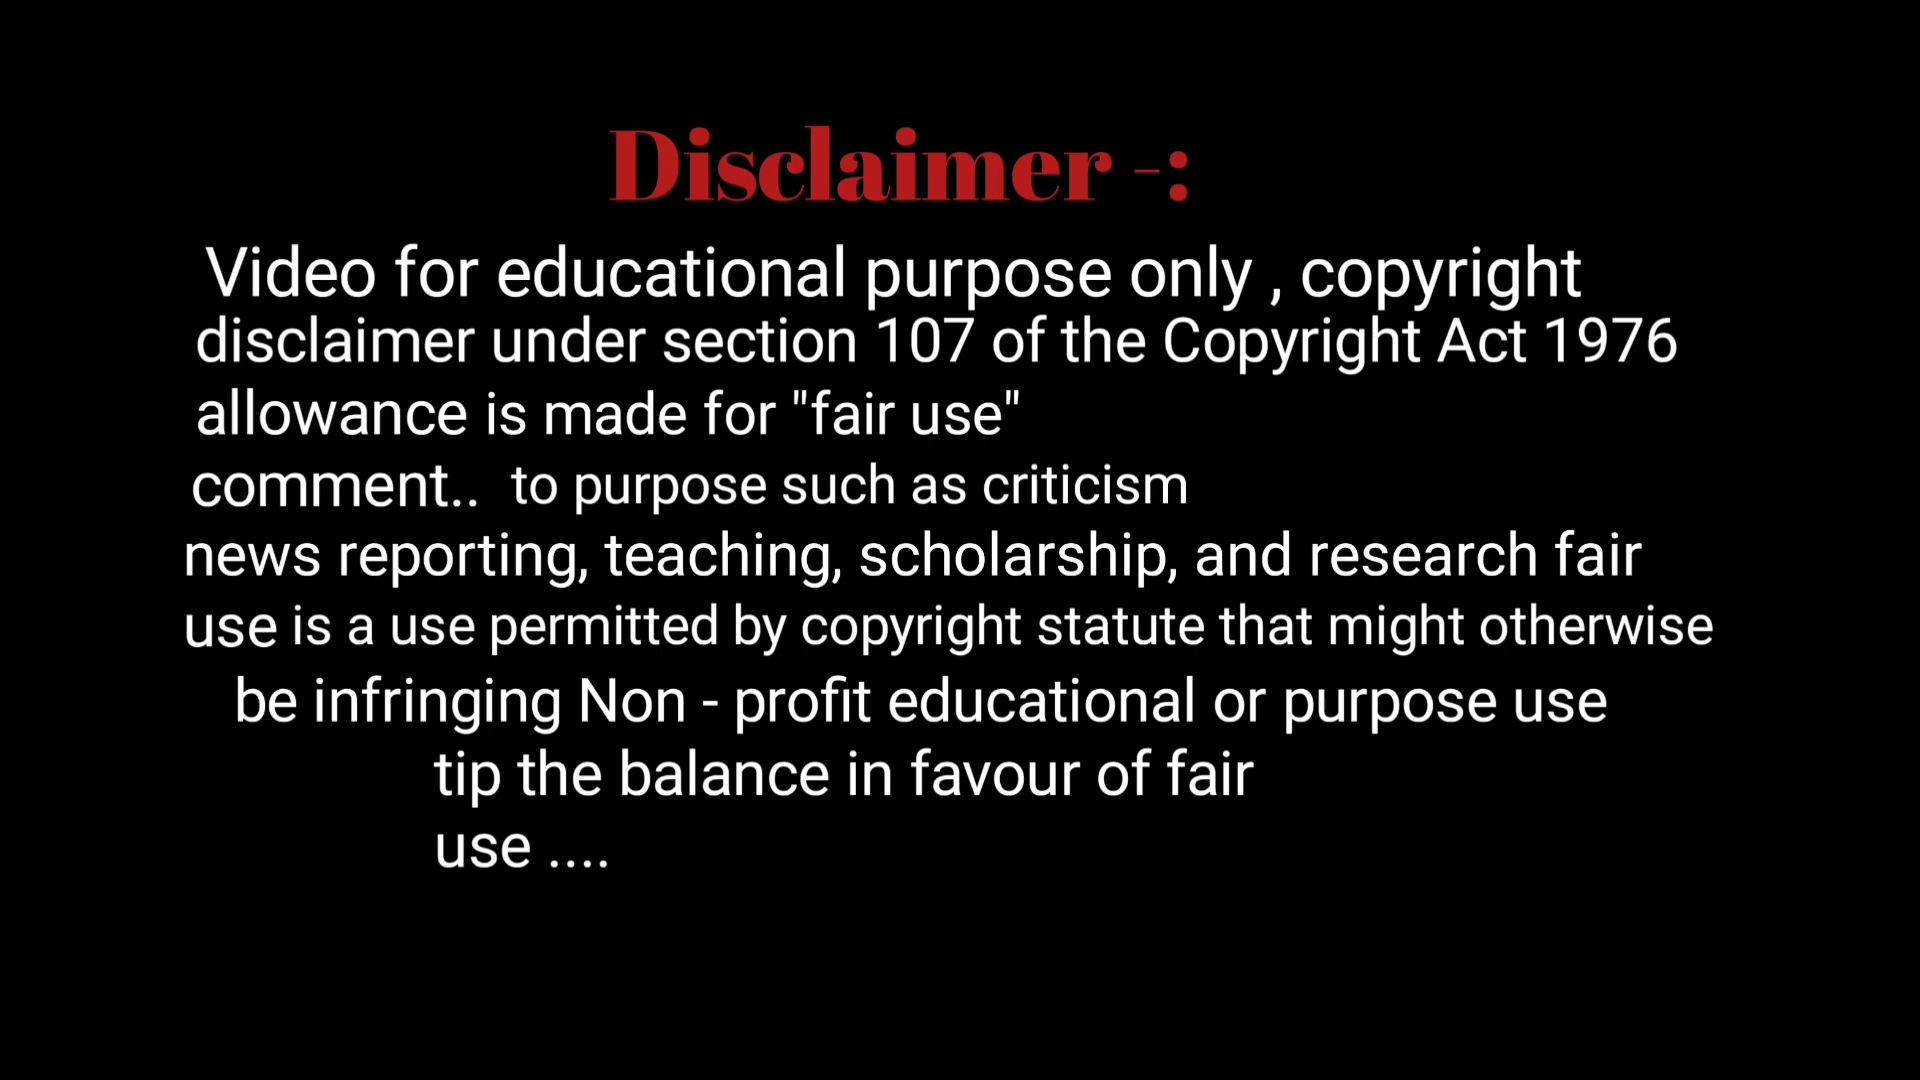 Disclaimer -:
Video for educational purpose only , copyright
disclaimer under section 107 of the Copyright Act 1976
allowance is made for "fair use"
comment.. to purpose such as criticism
news reporting, teaching, scholarship, and research fair
use is a use permitted by copyright statute that might otherwise
be infringing Non - profit educational or purpose use
tip the balance in favour of fair
use ....